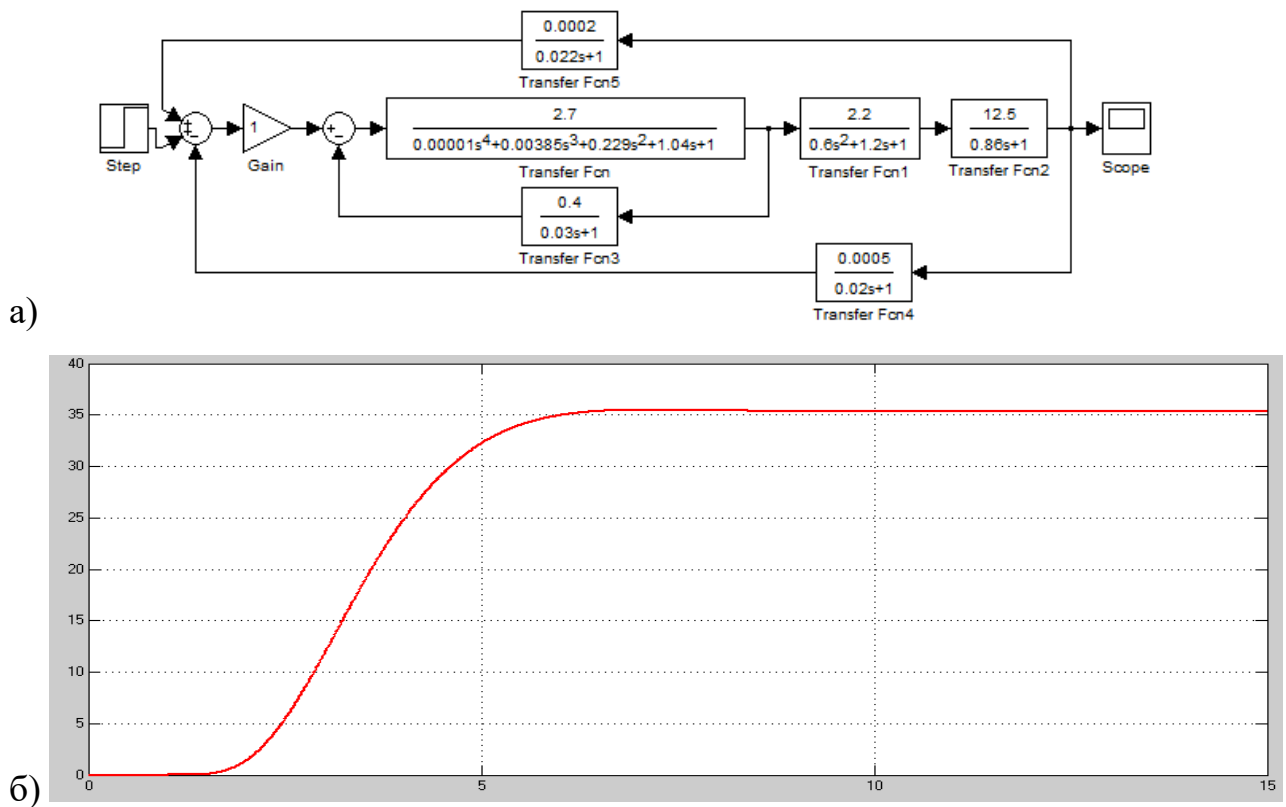 0.0002
0.022s+1
Transfer Fcn5
Step
1
Gain
2.7
0.00001s⁴+0.00385s³+0.229s²+1.04s+1
Transfer Fcn
2.2
0.6s²+1.2s+1
Transfer Fcn1
12.5
0.86s+1
Transfer Fcn2
Scope
0.4
0.03s+1
Transfer Fcn3
0.0005
0.02s+1
Transfer Fcn4
а)
40
35
30
25
20
15
10
5
0
0 5 10 15
б)